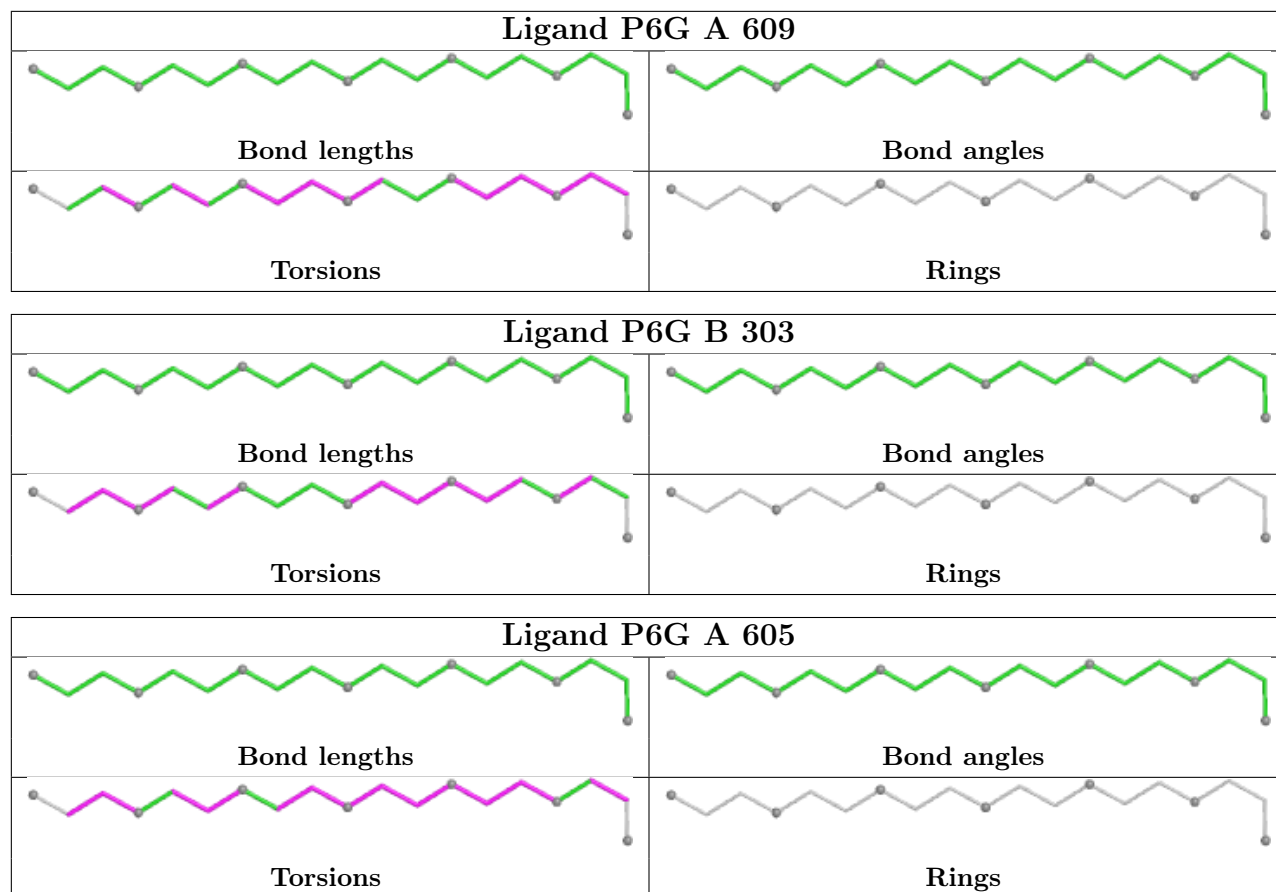 Ligand P6G A 609
Bond lengths
Bond angles
Torsions
Rings
Ligand P6G B 303
Bond lengths
Bond angles
Torsions
Rings
Ligand P6G A 605
Bond lengths
Bond angles
Torsions
Rings